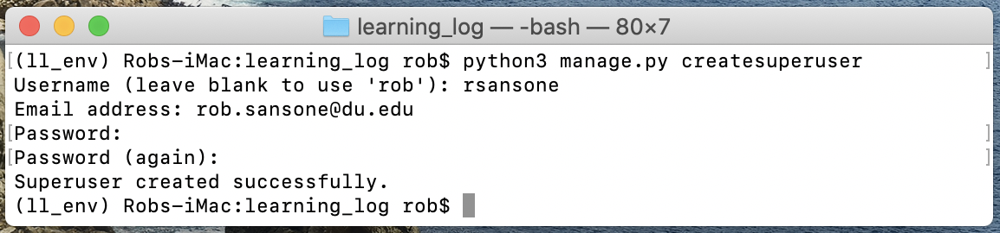 learning_log — -bash — 80×7
[(ll_env) Robs-iMac:learning_log rob$ python3 manage.py createsuperuser ]
Username (leave blank to use 'rob'): rsansone
Email address: rob.sansone@du.edu
[Password: ]
[Password (again): ]
Superuser created successfully.
(ll_env) Robs-iMac:learning_log rob$